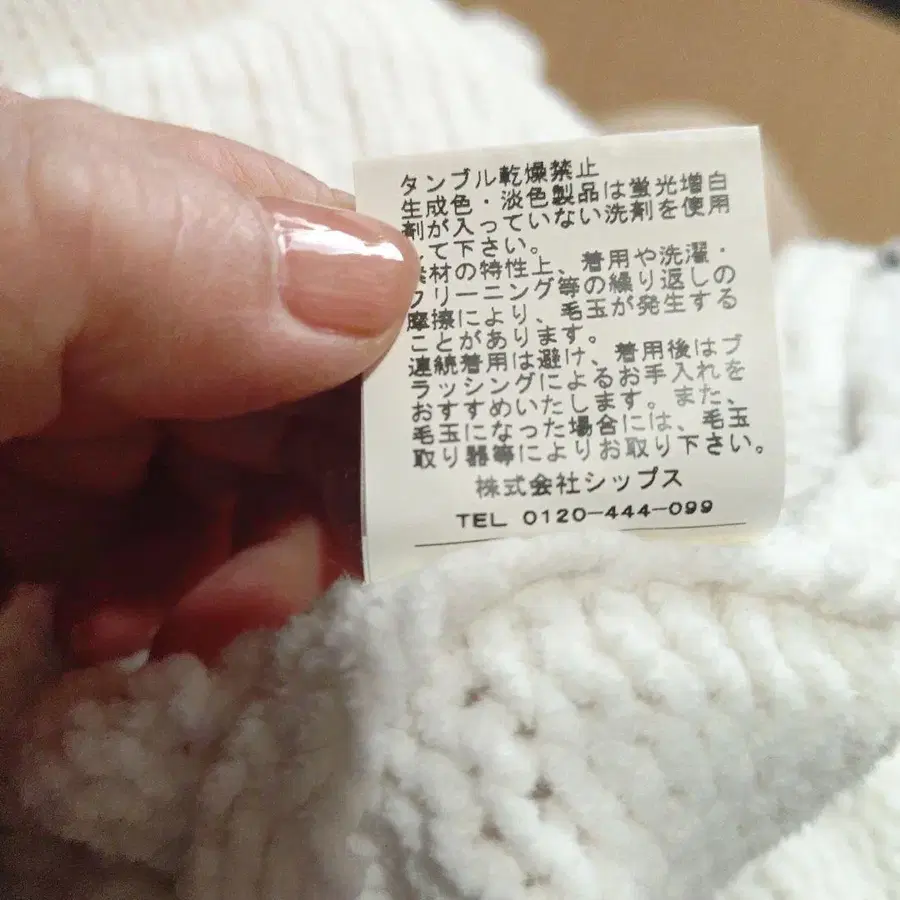 タンブル乾燥禁止
生成色・淡色製品は蛍光増白
剤が入っていない洗剤を使用
て下さい。
素材の特性上、着用や洗濯・
クリーニング等の繰り返しの
摩擦により、毛玉が発生する
ことがあります。
連続着用は避け、着用後はブ
ラッシングによるお手入れを
おすすめいたします。また、
毛玉になった場合には、毛玉
取り器等によりお取り下さい。
株式会社シップス
TEL 0120-444-099